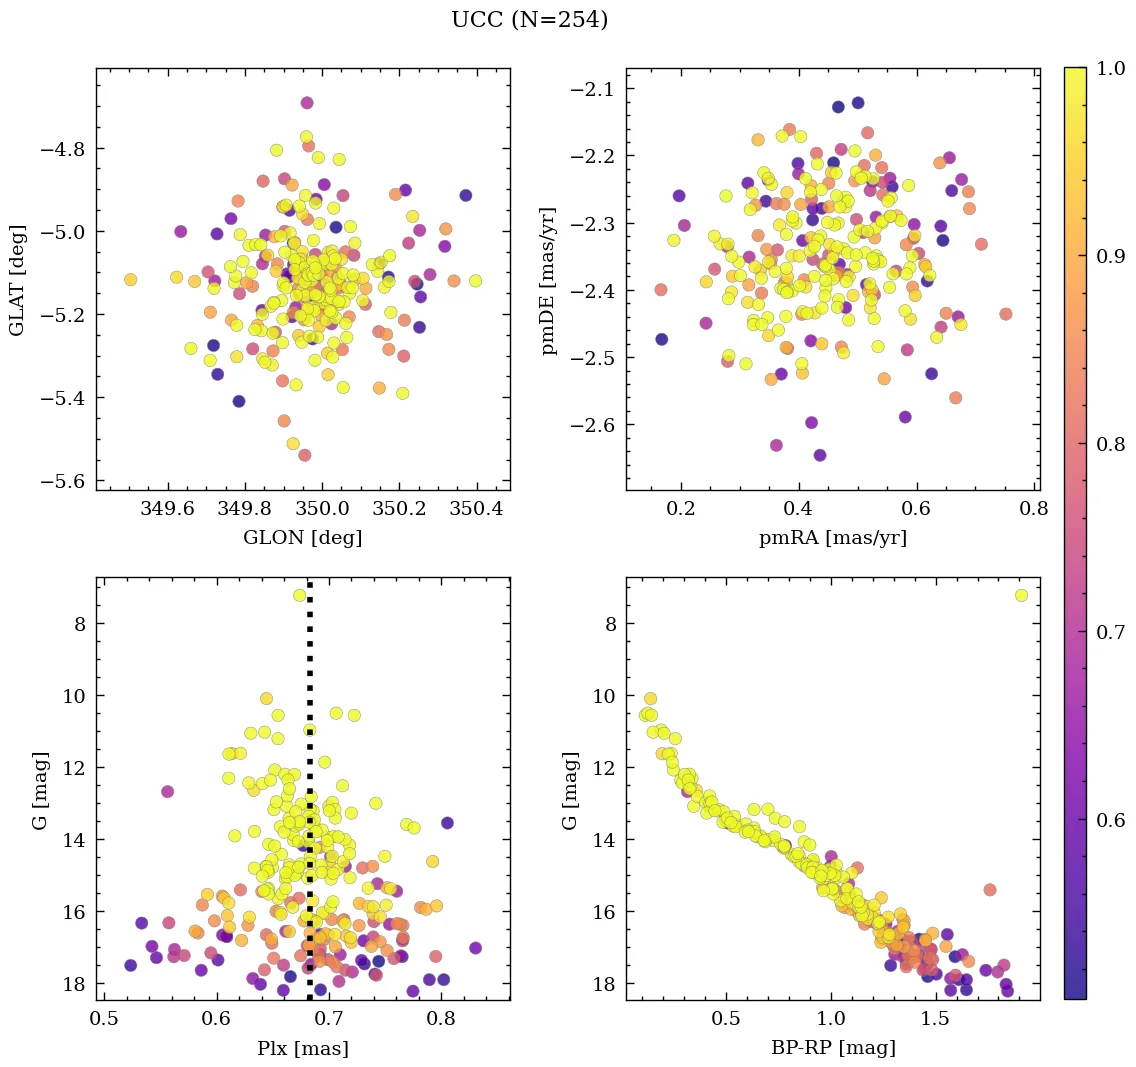 UCC (N=254)
−4.8
−5.0
−5.2
−5.4
−5.6
GLAT [deg]
349.6 349.8 350.0 350.2 350.4
GLON [deg]
−2.1
−2.2
−2.3
−2.4
−2.5
−2.6
pmDE [mas/yr]
0.2 0.4 0.6 0.8
pmRA [mas/yr]
1.0
0.9
0.8
0.7
0.6
8
10
12
14
16
18
G [mag]
0.5 0.6 0.7 0.8
Plx [mas]
8
10
12
14
16
18
G [mag]
0.5 1.0 1.5
BP-RP [mag]